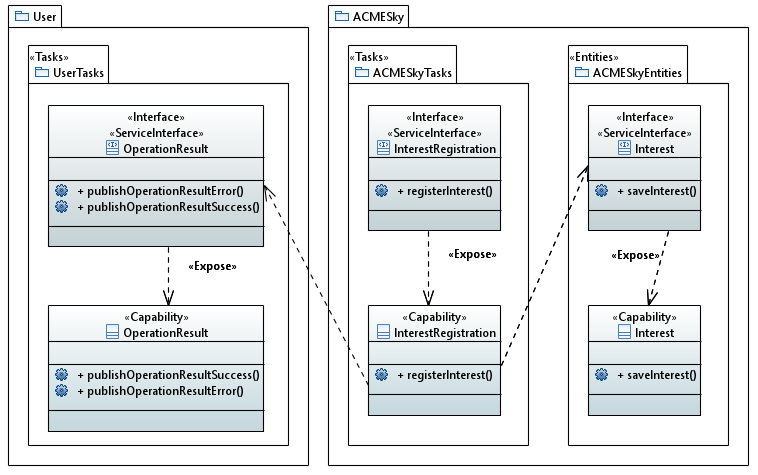 User
«Tasks»
UserTasks
«Interface»
«ServiceInterface»
OperationResult
+ publishOperationResultError()
+ publishOperationResultSuccess()
«Expose»
«Capability»
OperationResult
+ publishOperationResultSuccess()
+ publishOperationResultError()
ACMESky
«Tasks»
ACMESkyTasks
«Interface»
«ServiceInterface»
InterestRegistration
+ registerInterest()
«Expose»
«Capability»
InterestRegistration
+ registerInterest()
«Entities»
ACMESkyEntities
«Interface»
«ServiceInterface»
Interest
+ saveInterest()
«Expose»
«Capability»
Interest
+ saveInterest()